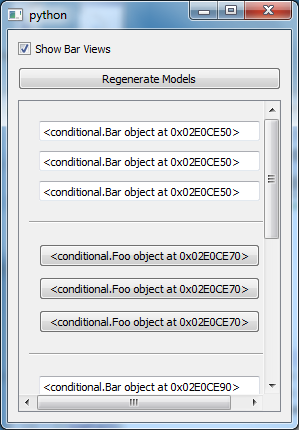 python
Show Bar Views
Regenerate Models
<conditional.Bar object at 0x02E0CE50>
<conditional.Bar object at 0x02E0CE50>
<conditional.Bar object at 0x02E0CE50>
<conditional.Foo object at 0x02E0CE70>
<conditional.Foo object at 0x02E0CE70>
<conditional.Foo object at 0x02E0CE70>
<conditional.Bar object at 0x02E0CE90>